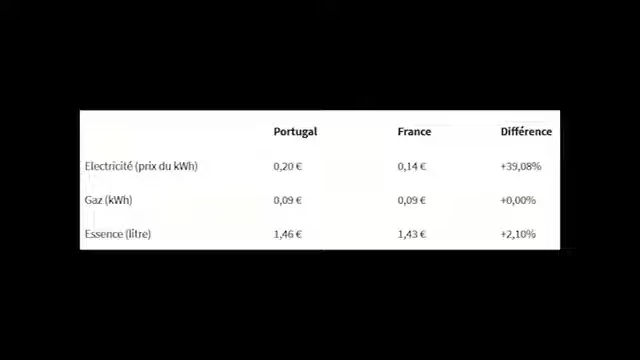 Portugal France Différence
Electricité (prix du kWh) 0,20 € 0,14 € +39,08%
Gaz (kWh) 0,09 € 0,09 € +0,00%
Essence (litre) 1,46 € 1,43 € +2,10%